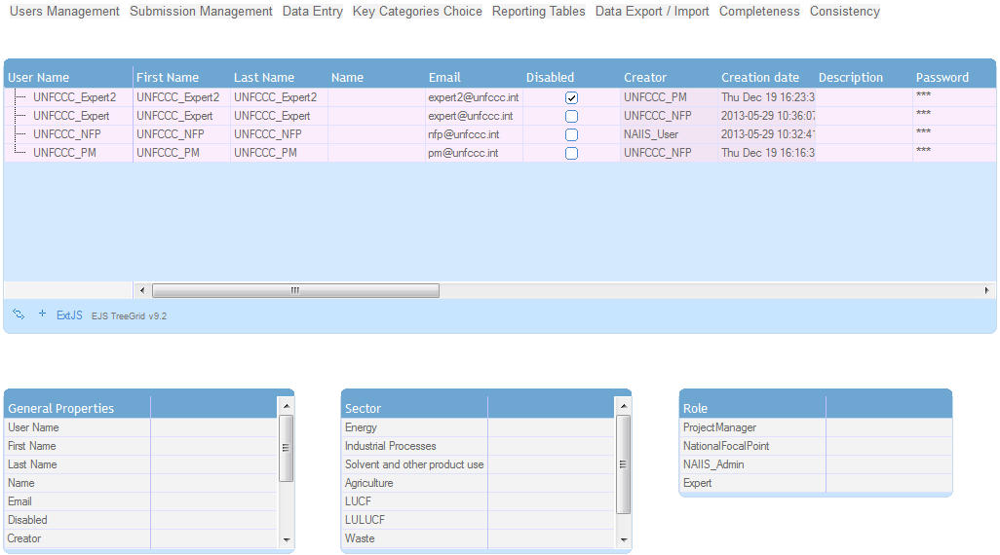 Users Management Submission Management Data Entry Key Categories Choice Reporting Tables Data Export / Import Completeness Consistency
User Name First Name Last Name Name Email Disabled Creator Creation date Description Password
UNFCCC_Expert2 UNFCCC_Expert2 UNFCCC_Expert2 expert2@unfccc.int UNFCCC_PM Thu Dec 19 16:23:3 ***
UNFCCC_Expert UNFCCC_Expert UNFCCC_Expert expert@unfccc.int UNFCCC_NFP 2013-05-29 10:36:07 ***
UNFCCC_NFP UNFCCC_NFP UNFCCC_NFP nfp@unfccc.int NAIIS_User 2013-05-29 10:32:41 ***
UNFCCC_PM UNFCCC_PM UNFCCC_PM pm@unfccc.int UNFCCC_NFP Thu Dec 19 16:16:3 ***
ExtJS EJS TreeGrid v9.2
General Properties
User Name
First Name
Last Name
Name
Email
Disabled
Creator
Sector
Energy
Industrial Processes
Solvent and other product use
Agriculture
LUCF
LULUCF
Waste
Role
ProjectManager
NationalFocalPoint
NAIIS_Admin
Expert